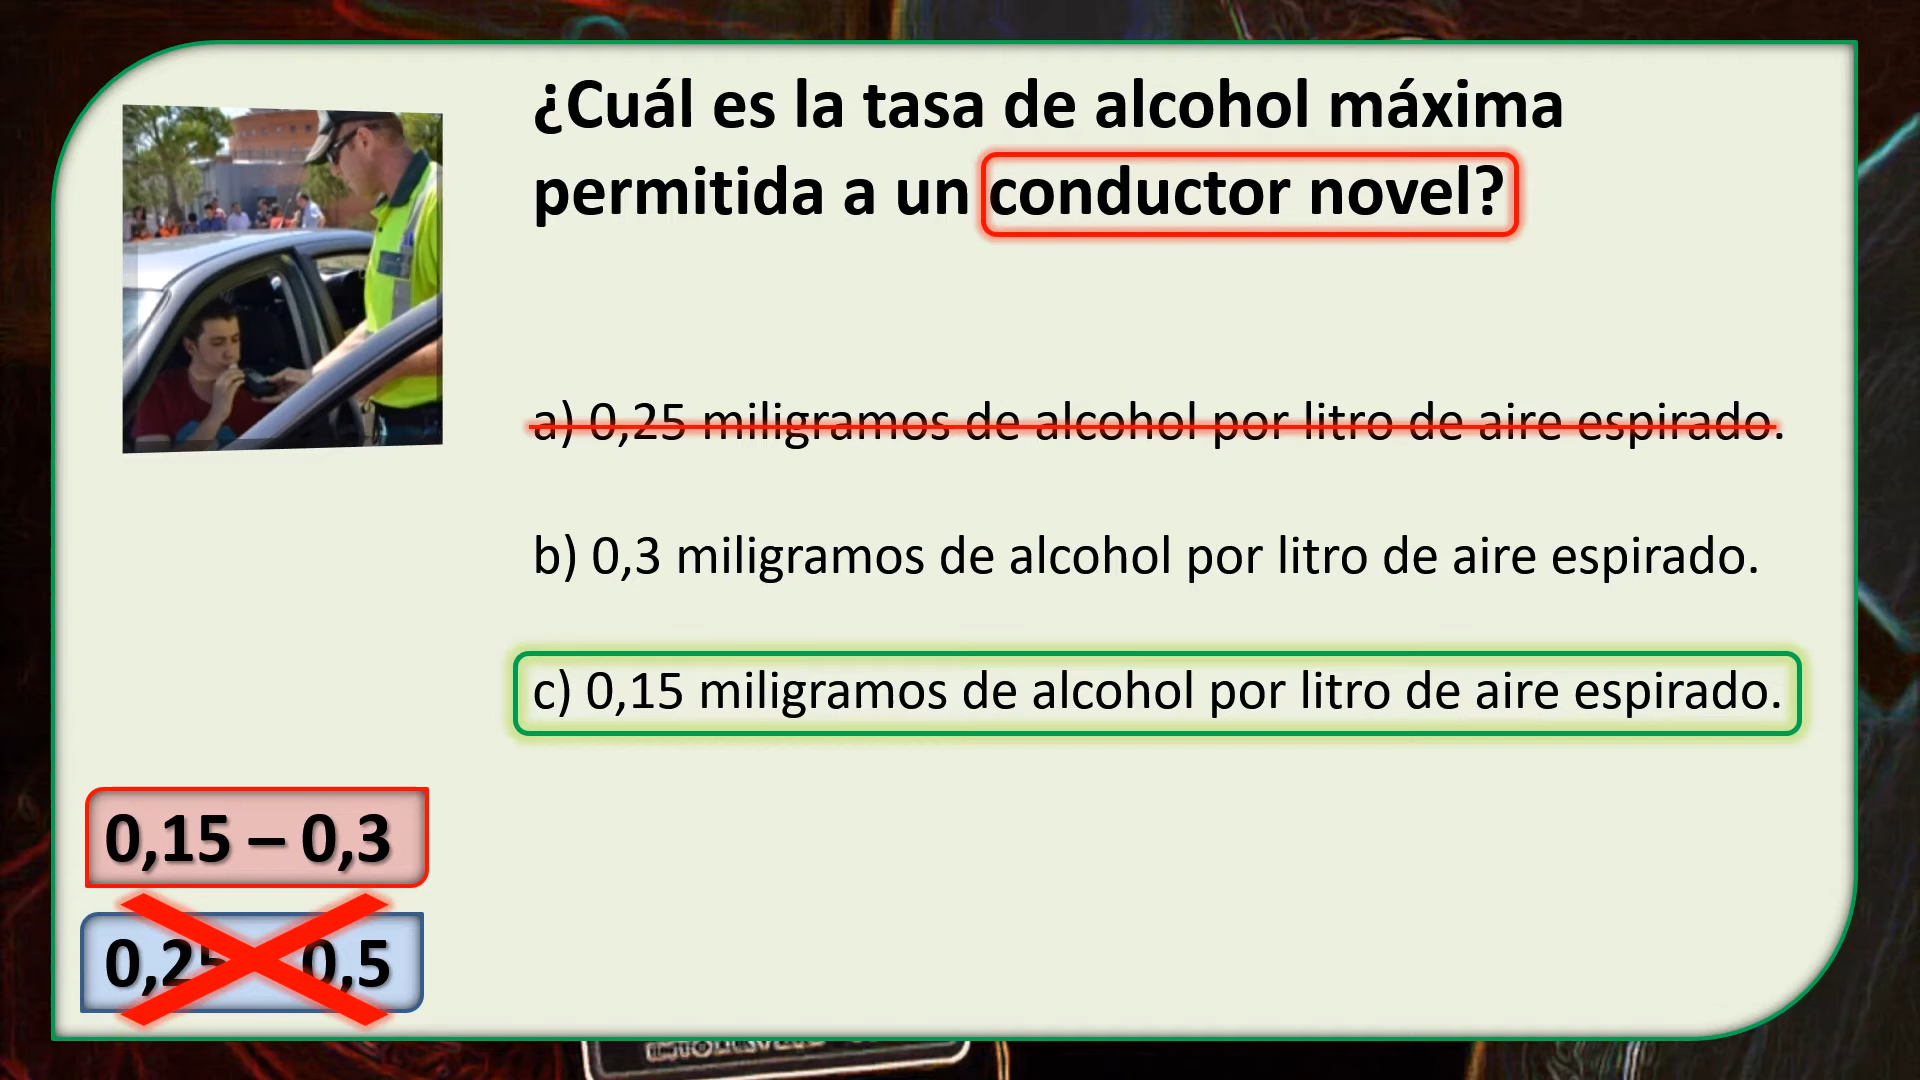 ¿Cuál es la tasa de alcohol máxima
permitida a un conductor novel?
a) 0,25 miligramos de alcohol por litro de aire espirado.
b) 0,3 miligramos de alcohol por litro de aire espirado.
c) 0,15 miligramos de alcohol por litro de aire espirado.
0,15 – 0,3
0,25 0,5